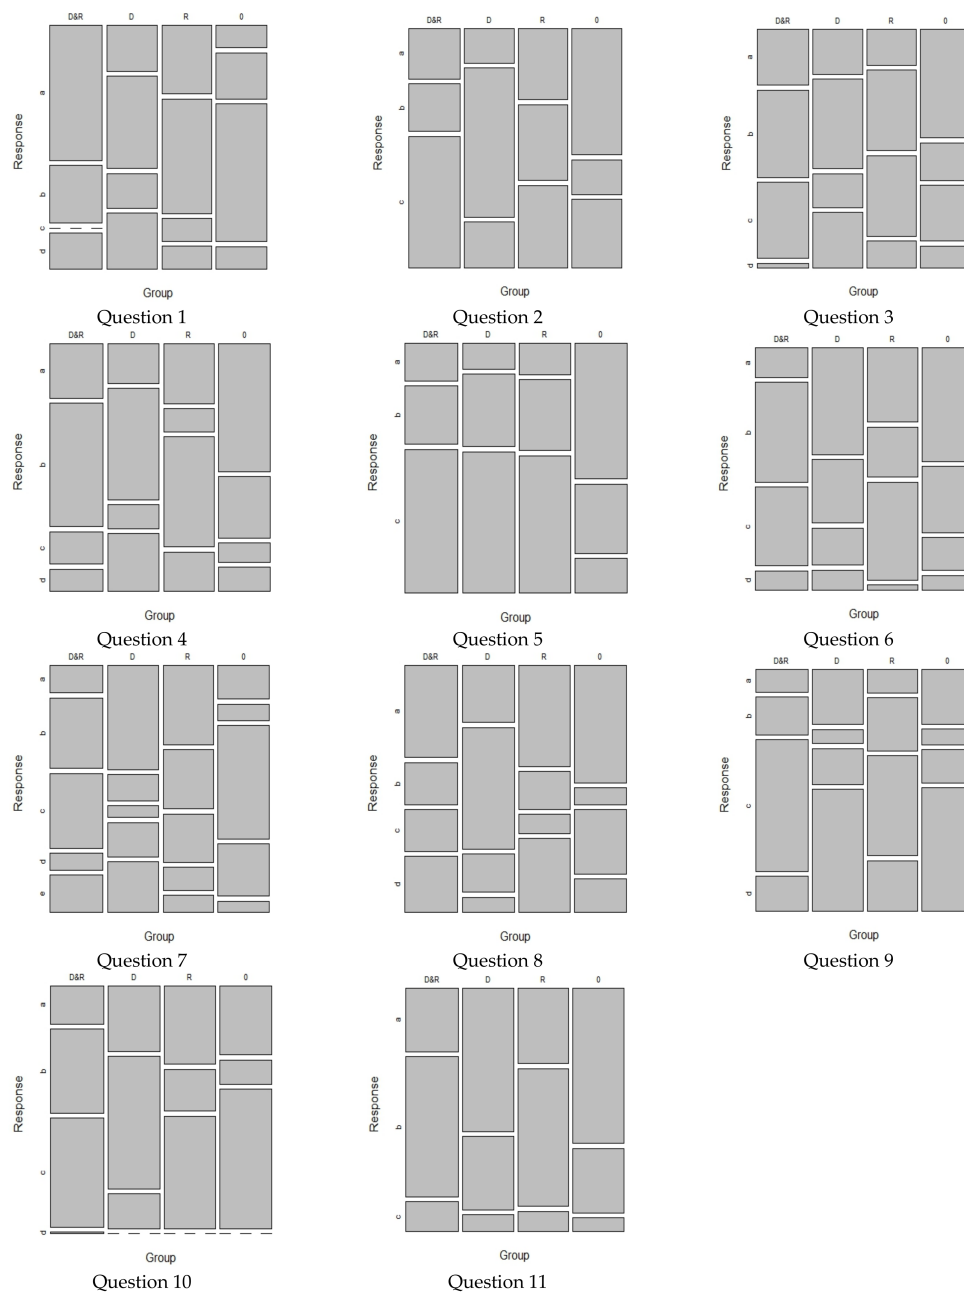 D&R D R 0
Response
a
b
c
d
Group
Question 1
D&R D R 0
Response
a
b
c
Group
Question 2
D&R D R 0
Response
a
b
c
d
Group
Question 3
D&R D R 0
Response
a
b
c
d
Group
Question 4
D&R D R 0
Response
a
b
c
Group
Question 5
D&R D R 0
Response
a
b
c
d
Group
Question 6
D&R D R 0
Response
a
b
c
d
e
Group
Question 7
D&R D R 0
Response
a
b
c
d
Group
Question 8
D&R D R 0
Response
a
b
c
d
Group
Question 9
D&R D R 0
Response
a
b
c
d
Group
Question 10
D&R D R 0
Response
a
b
c
Group
Question 11